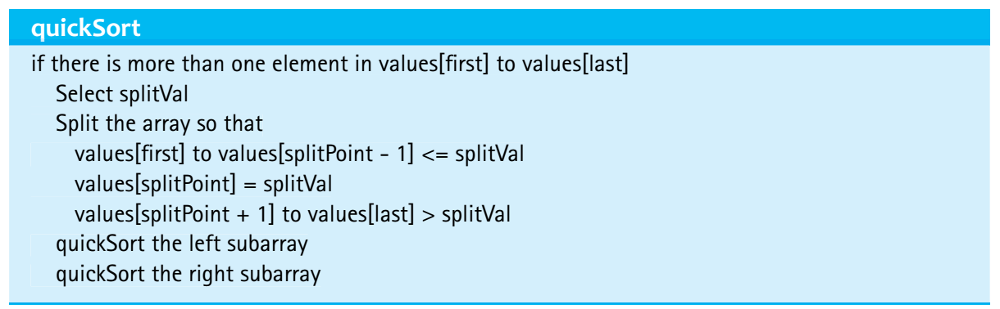 quickSort
if there is more than one element in values[first] to values[last]
Select splitVal
Split the array so that
values[first] to values[splitPoint - 1] <= splitVal
values[splitPoint] = splitVal
values[splitPoint + 1] to values[last] > splitVal
quickSort the left subarray
quickSort the right subarray